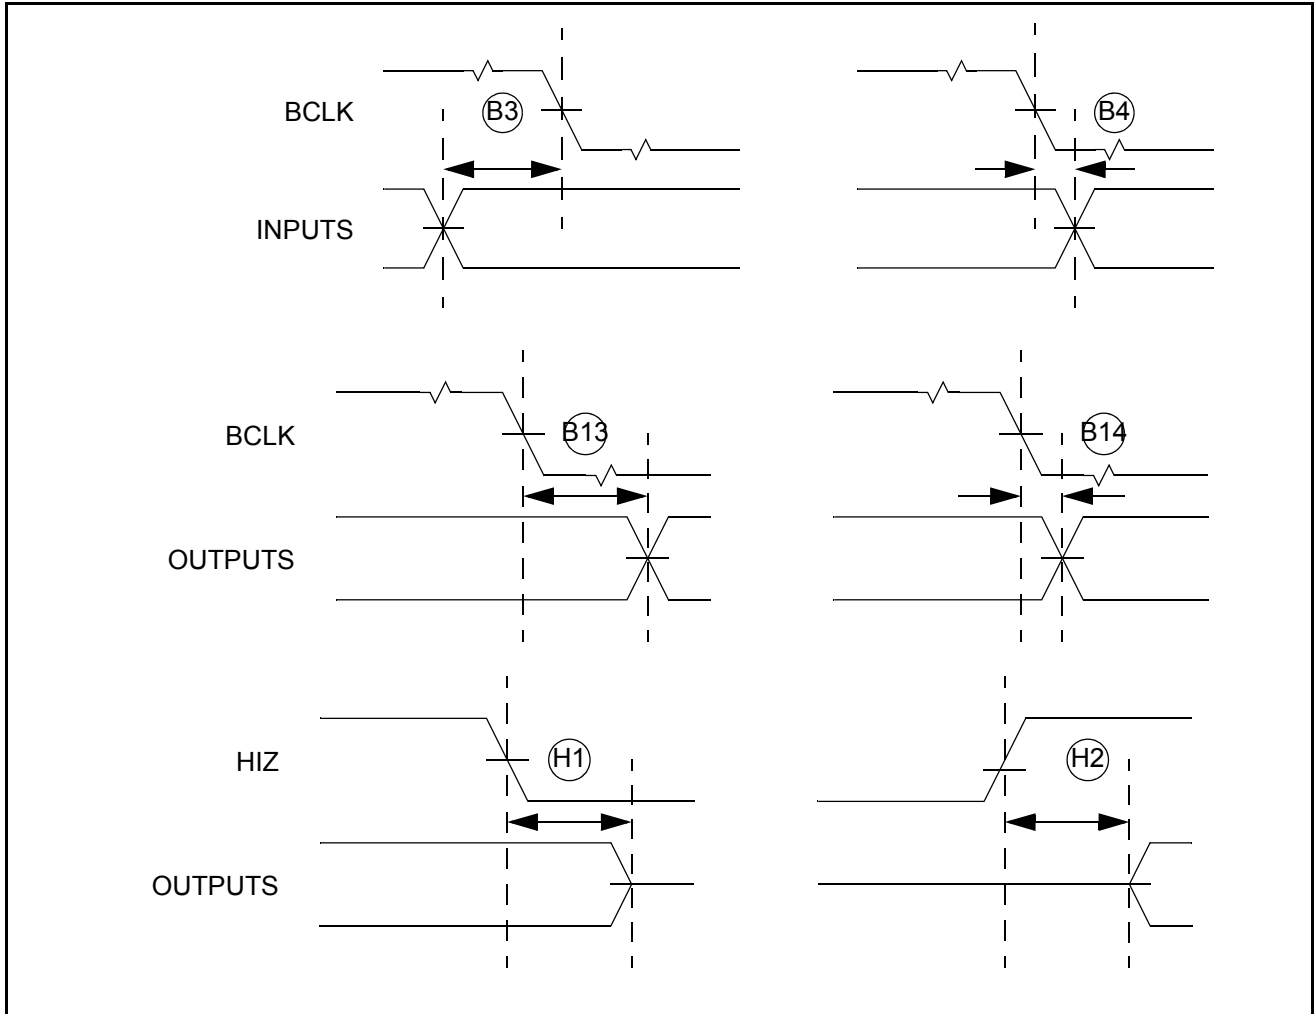 BCLK
B3
B4
INPUTS
BCLK
B13
B14
OUTPUTS
HIZ
H1
H2
OUTPUTS